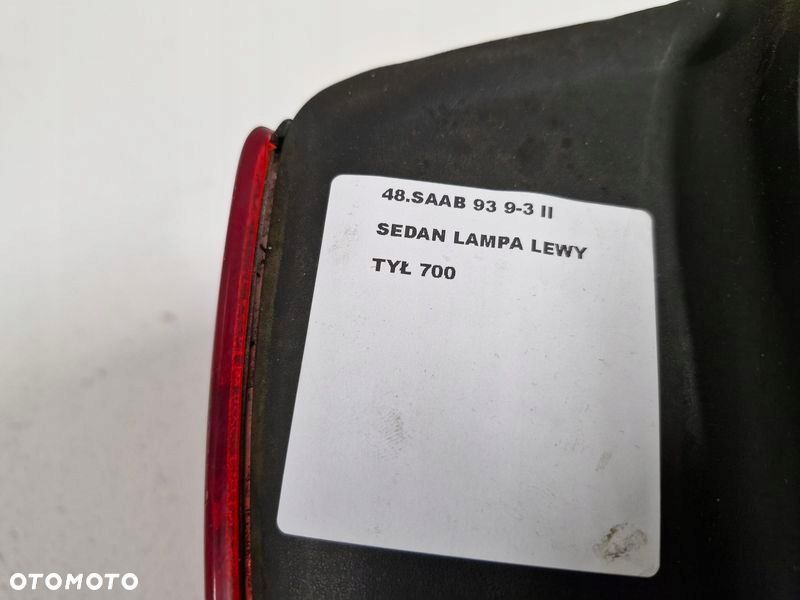 48.SAAB 93 9-3 II
SEDAN LAMPA LEWY
TYŁ 700
OTOMOTO